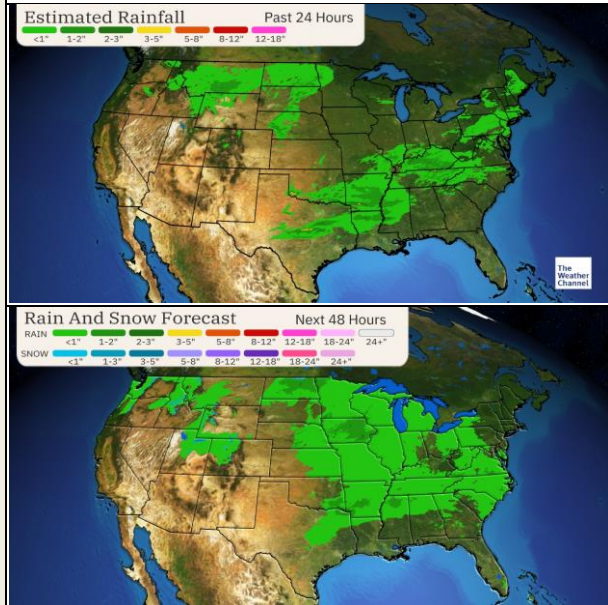 Estimated Rainfall Past 24 Hours
<1" 1-2" 2-3" 3-5" 5-8" 8-12" 12-18"
The
Weather
Channel
Rain And Snow Forecast Next 48 Hours
RAIN
<1" 1-2" 2-3" 3-5" 5-8" 8-12" 12-18" 18-24" 24+"
SNOW
<1" 1-3" 3-5" 5-8" 8-12" 12-18" 18-24" 24+"